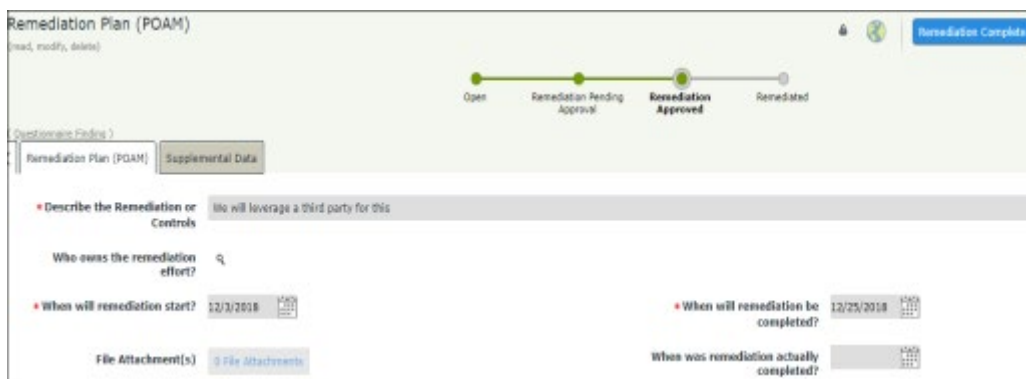 Remediation Plan (POAM)
(read, modify, delete)
Remediation Complete
Open
Remediation Pending
Approval
Remediation
Approved
Remediated
( Questionnaire Finding )
Remediation Plan (POAM)
Supplemental Data
* Describe the Remediation or
Controls
We will leverage a third party for this
Who owns the remediation
effort?
* When will remediation start?
12/3/2018
* When will remediation be
completed?
12/25/2018
File Attachment(s)
0 File Attachments
When was remediation actually
completed?